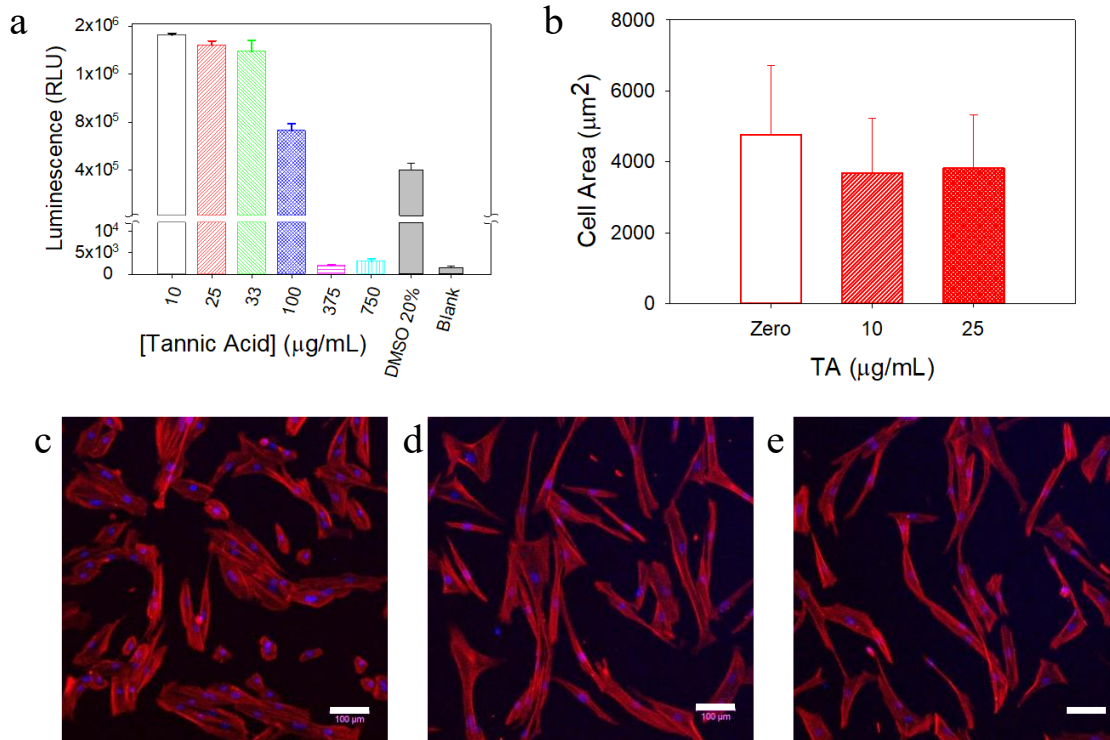 a
Luminescence (RLU)
2x10⁶
1x10⁶
8x10⁵
4x10⁵
10⁴
5x10³
0
10
25
33
100
375
750
DMSO 20%
Blank
[Tannic Acid] (μg/mL)
b
Cell Area (μm²)
8000
6000
4000
2000
0
Zero
10
25
TA (μg/mL)
c
100 μm
d
100 μm
e